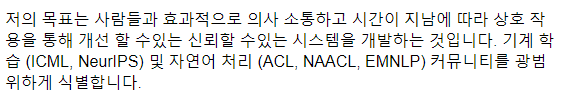 저의 목표는 사람들과 효과적으로 의사 소통하고 시간이 지남에 따라 상호 작
용을 통해 개선 할 수있는 신뢰할 수있는 시스템을 개발하는 것입니다. 기계 학
습 (ICML, NeurIPS) 및 자연어 처리 (ACL, NAACL, EMNLP) 커뮤니티를 광범
위하게 식별합니다.